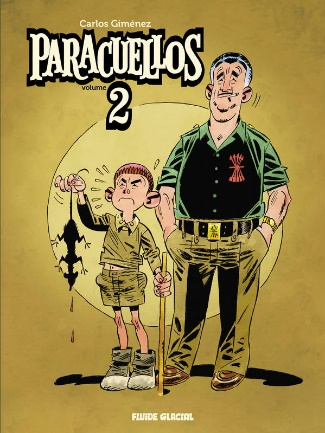 Carlos Giménez
PARACUELLOS
volume
2
FLUIDE GLACIAL